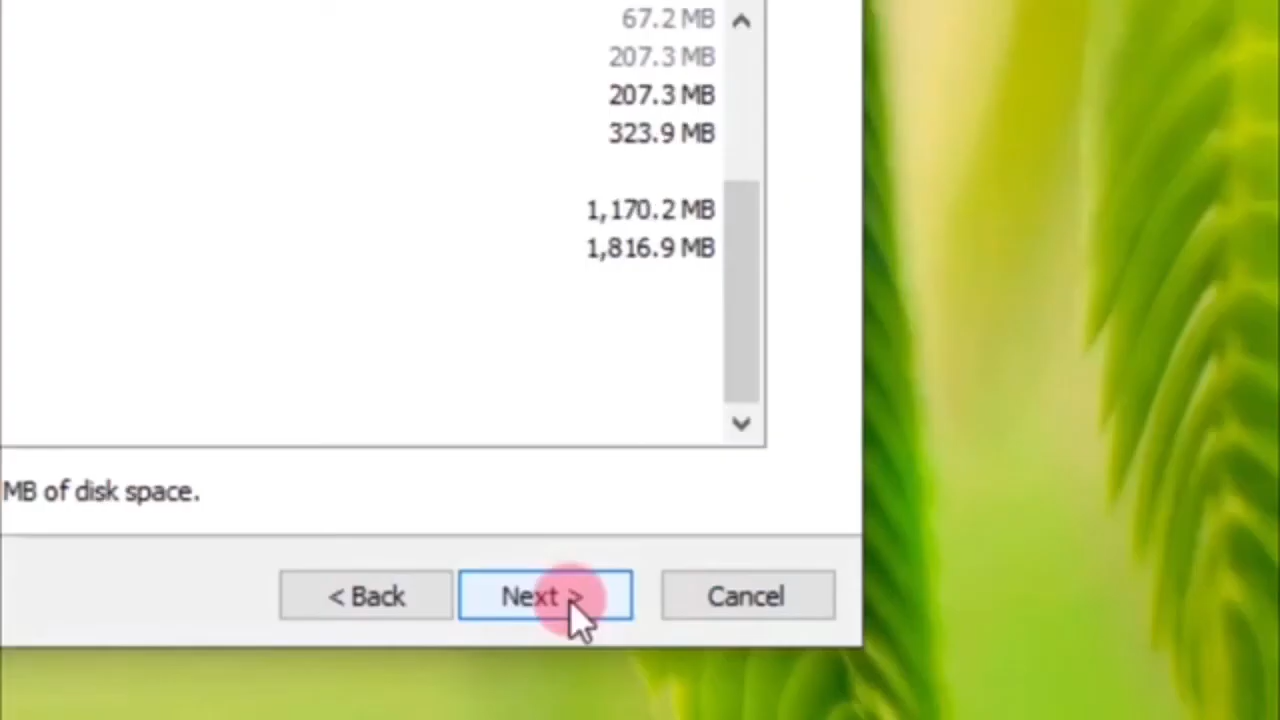 67.2 MB
207.3 MB
207.3 MB
323.9 MB
1,170.2 MB
1,816.9 MB
MB of disk space.
< Back
Next >
Cancel